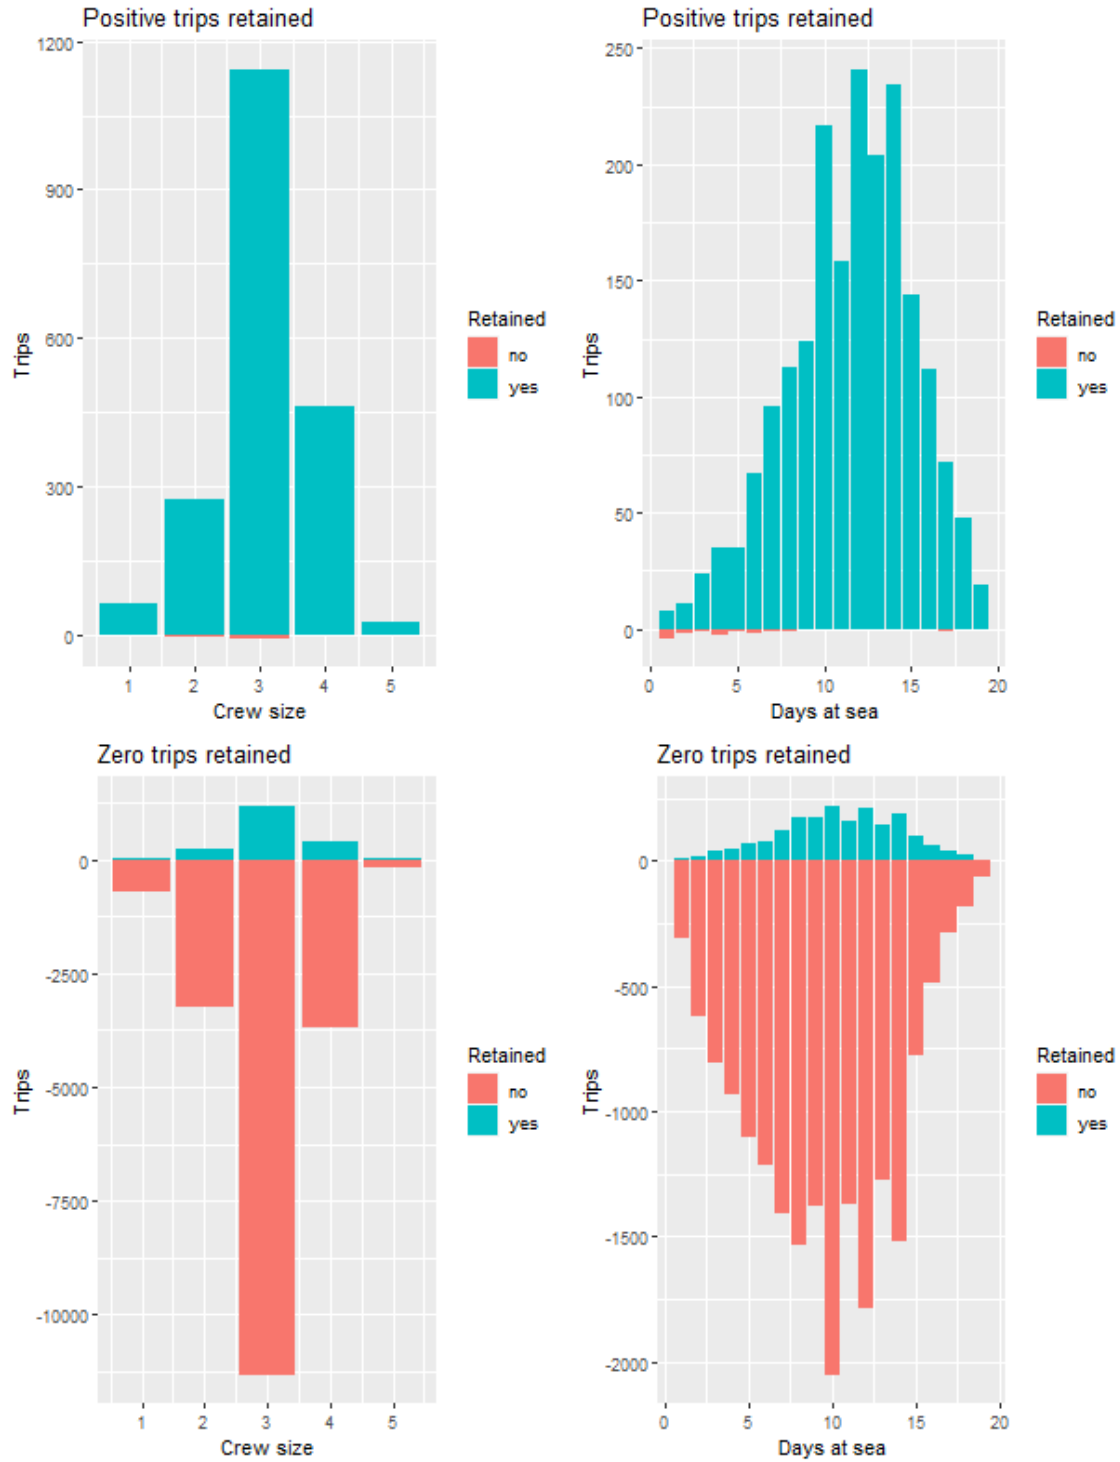 Positive trips retained
1200
900
600
300
0
Trips
1
2
3
4
5
Crew size
Retained
no
yes
Positive trips retained
250
200
150
100
50
0
Trips
0
5
10
15
20
Days at sea
Retained
no
yes
Zero trips retained
0
-2500
-5000
-7500
-10000
Trips
1
2
3
4
5
Crew size
Retained
no
yes
Zero trips retained
0
-500
-1000
-1500
-2000
Trips
0
5
10
15
20
Days at sea
Retained
no
yes